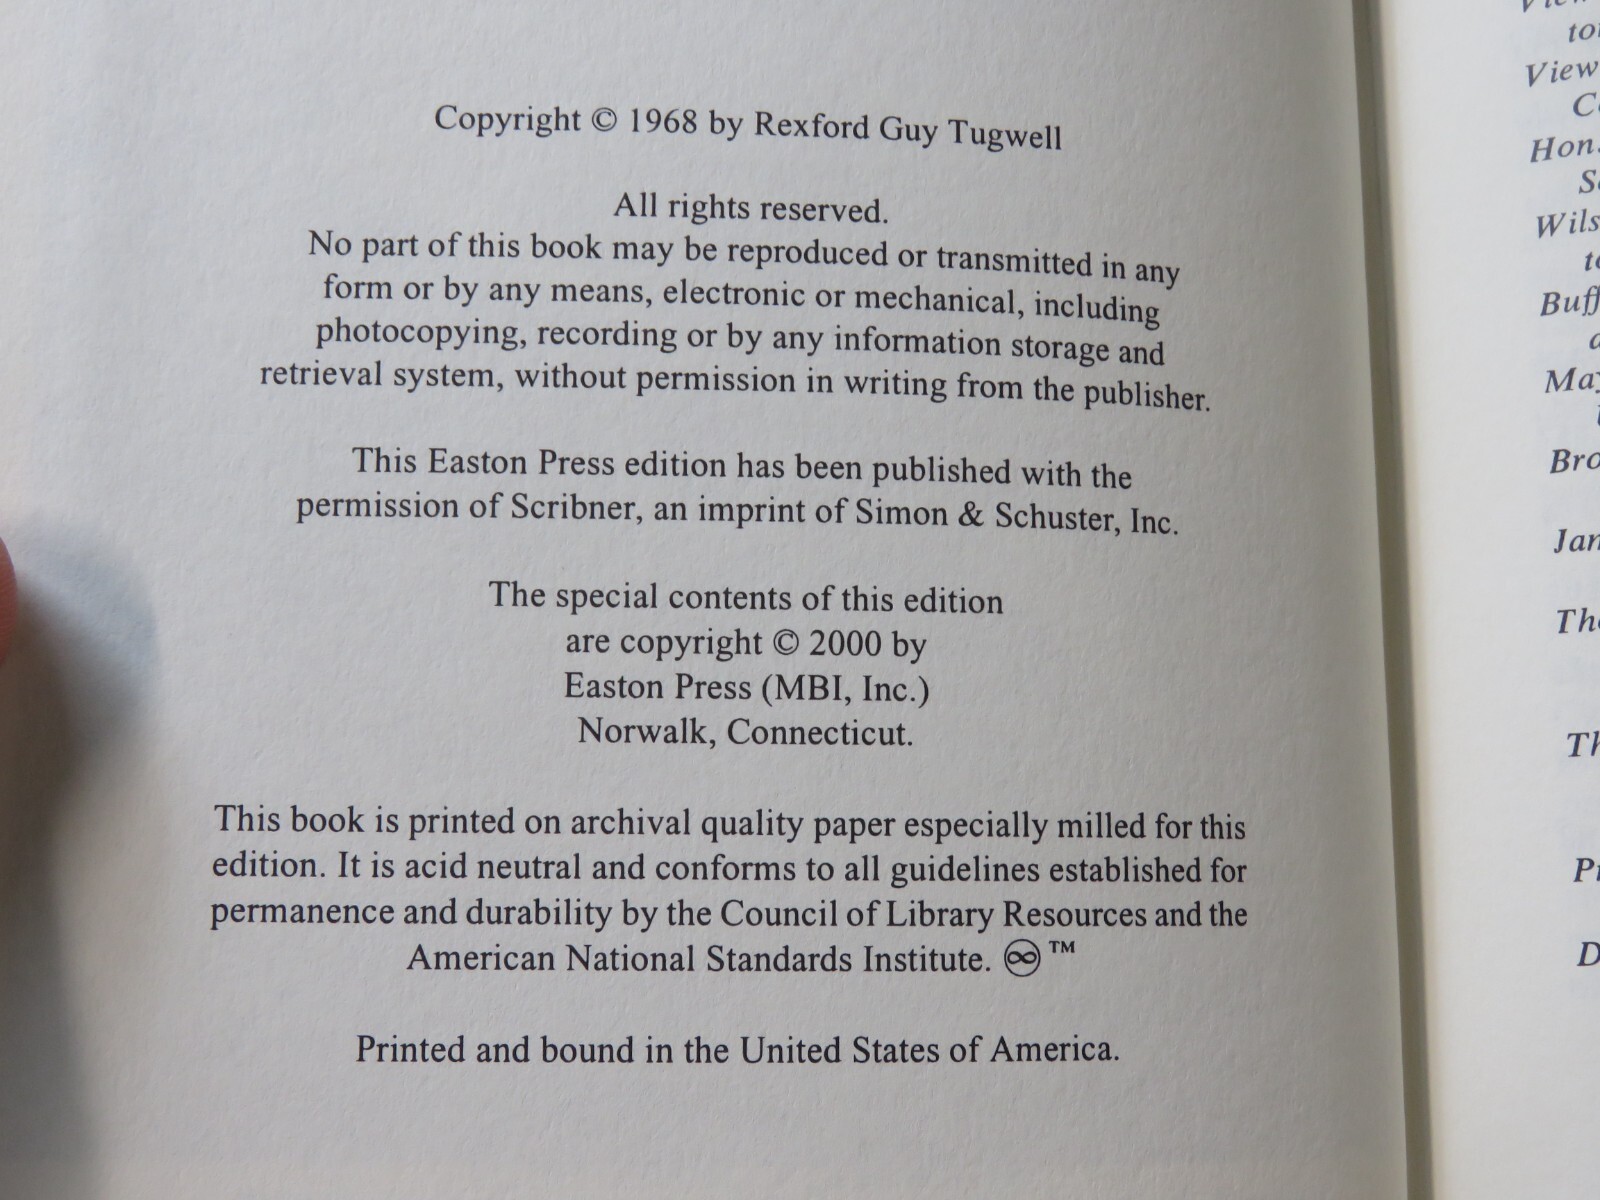 Copyright © 1968 by Rexford Guy Tugwell
All rights reserved.
No part of this book may be reproduced or transmitted in any
form or by any means, electronic or mechanical, including
photocopying, recording or by any information storage and
retrieval system, without permission in writing from the publisher.
This Easton Press edition has been published with the
permission of Scribner, an imprint of Simon & Schuster, Inc.
The special contents of this edition
are copyright © 2000 by
Easton Press (MBI, Inc.)
Norwalk, Connecticut.
This book is printed on archival quality paper especially milled for this
edition. It is acid neutral and conforms to all guidelines established for
permanence and durability by the Council of Library Resources and the
American National Standards Institute. ♾ ™
Printed and bound in the United States of America.
View
Hon.